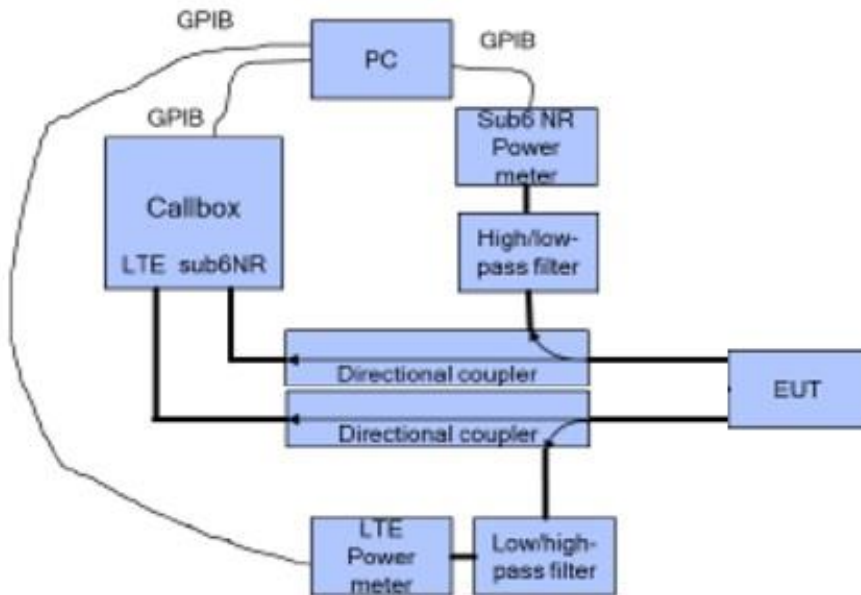 GPIB
PC
GPIB
GPIB
Sub6 NR
Power
meter
Callbox
LTE sub6NR
High/low-
pass filter
Directional coupler
EUT
Directional coupler
LTE
Power
meter
Low/high-
pass filter